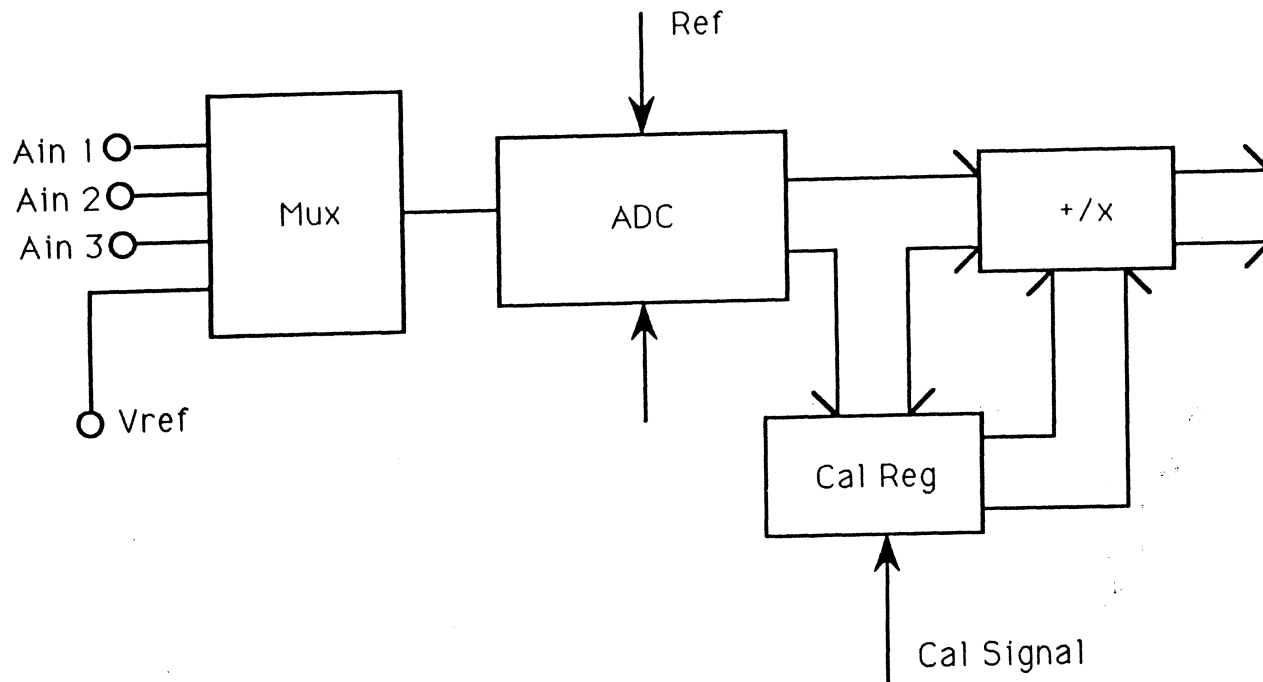 Ref
Ain 1
Ain 2
Ain 3
Mux
ADC
+/x
Vref
Cal Reg
Cal Signal